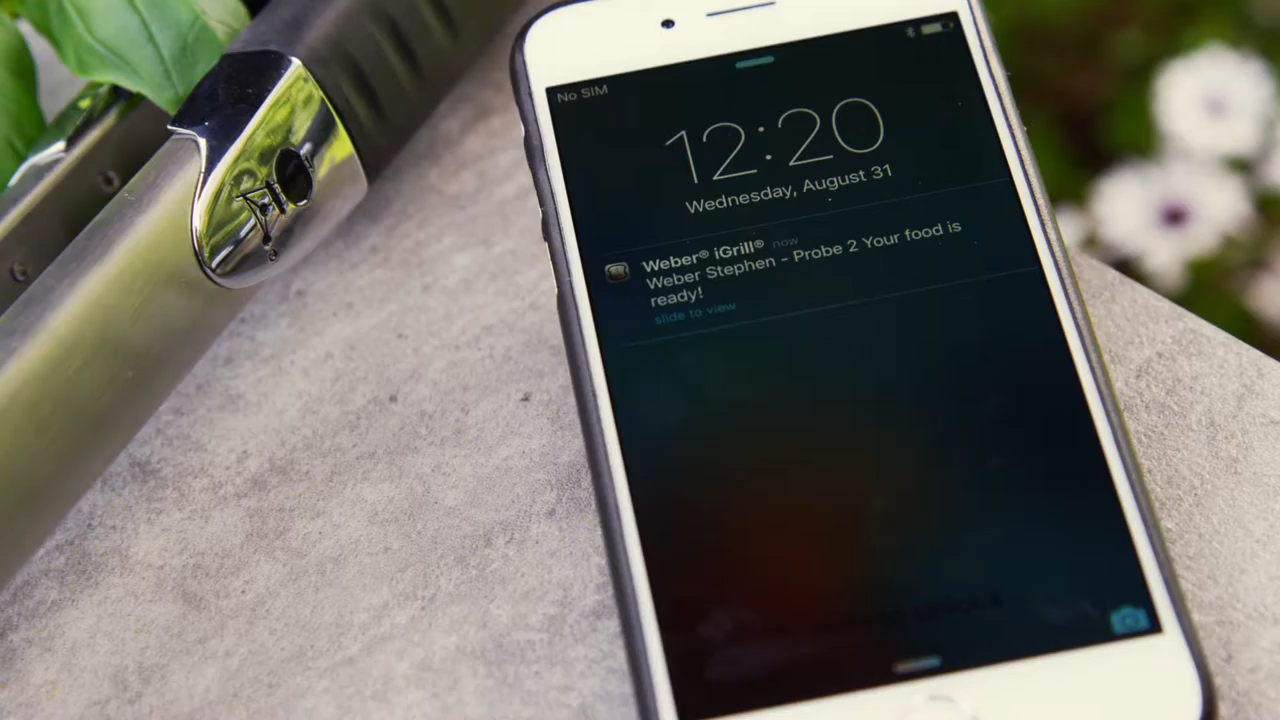 No SIM
12:20
Wednesday, August 31
Weber® iGrill® now
Weber Stephen - Probe 2 Your food is
ready!
slide to view